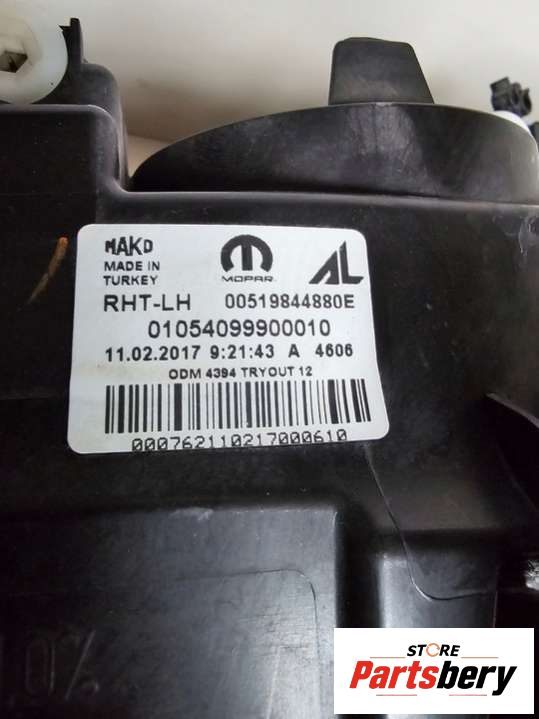 MAKO
MADE IN
TURKEY
MOPAR
AL
RHT-LH 00519844880E
01054099900010
11.02.2017 9:21:43 A 4606
ODM 4394 TRYOUT 12
000762110217000610
STORE
Partsbery